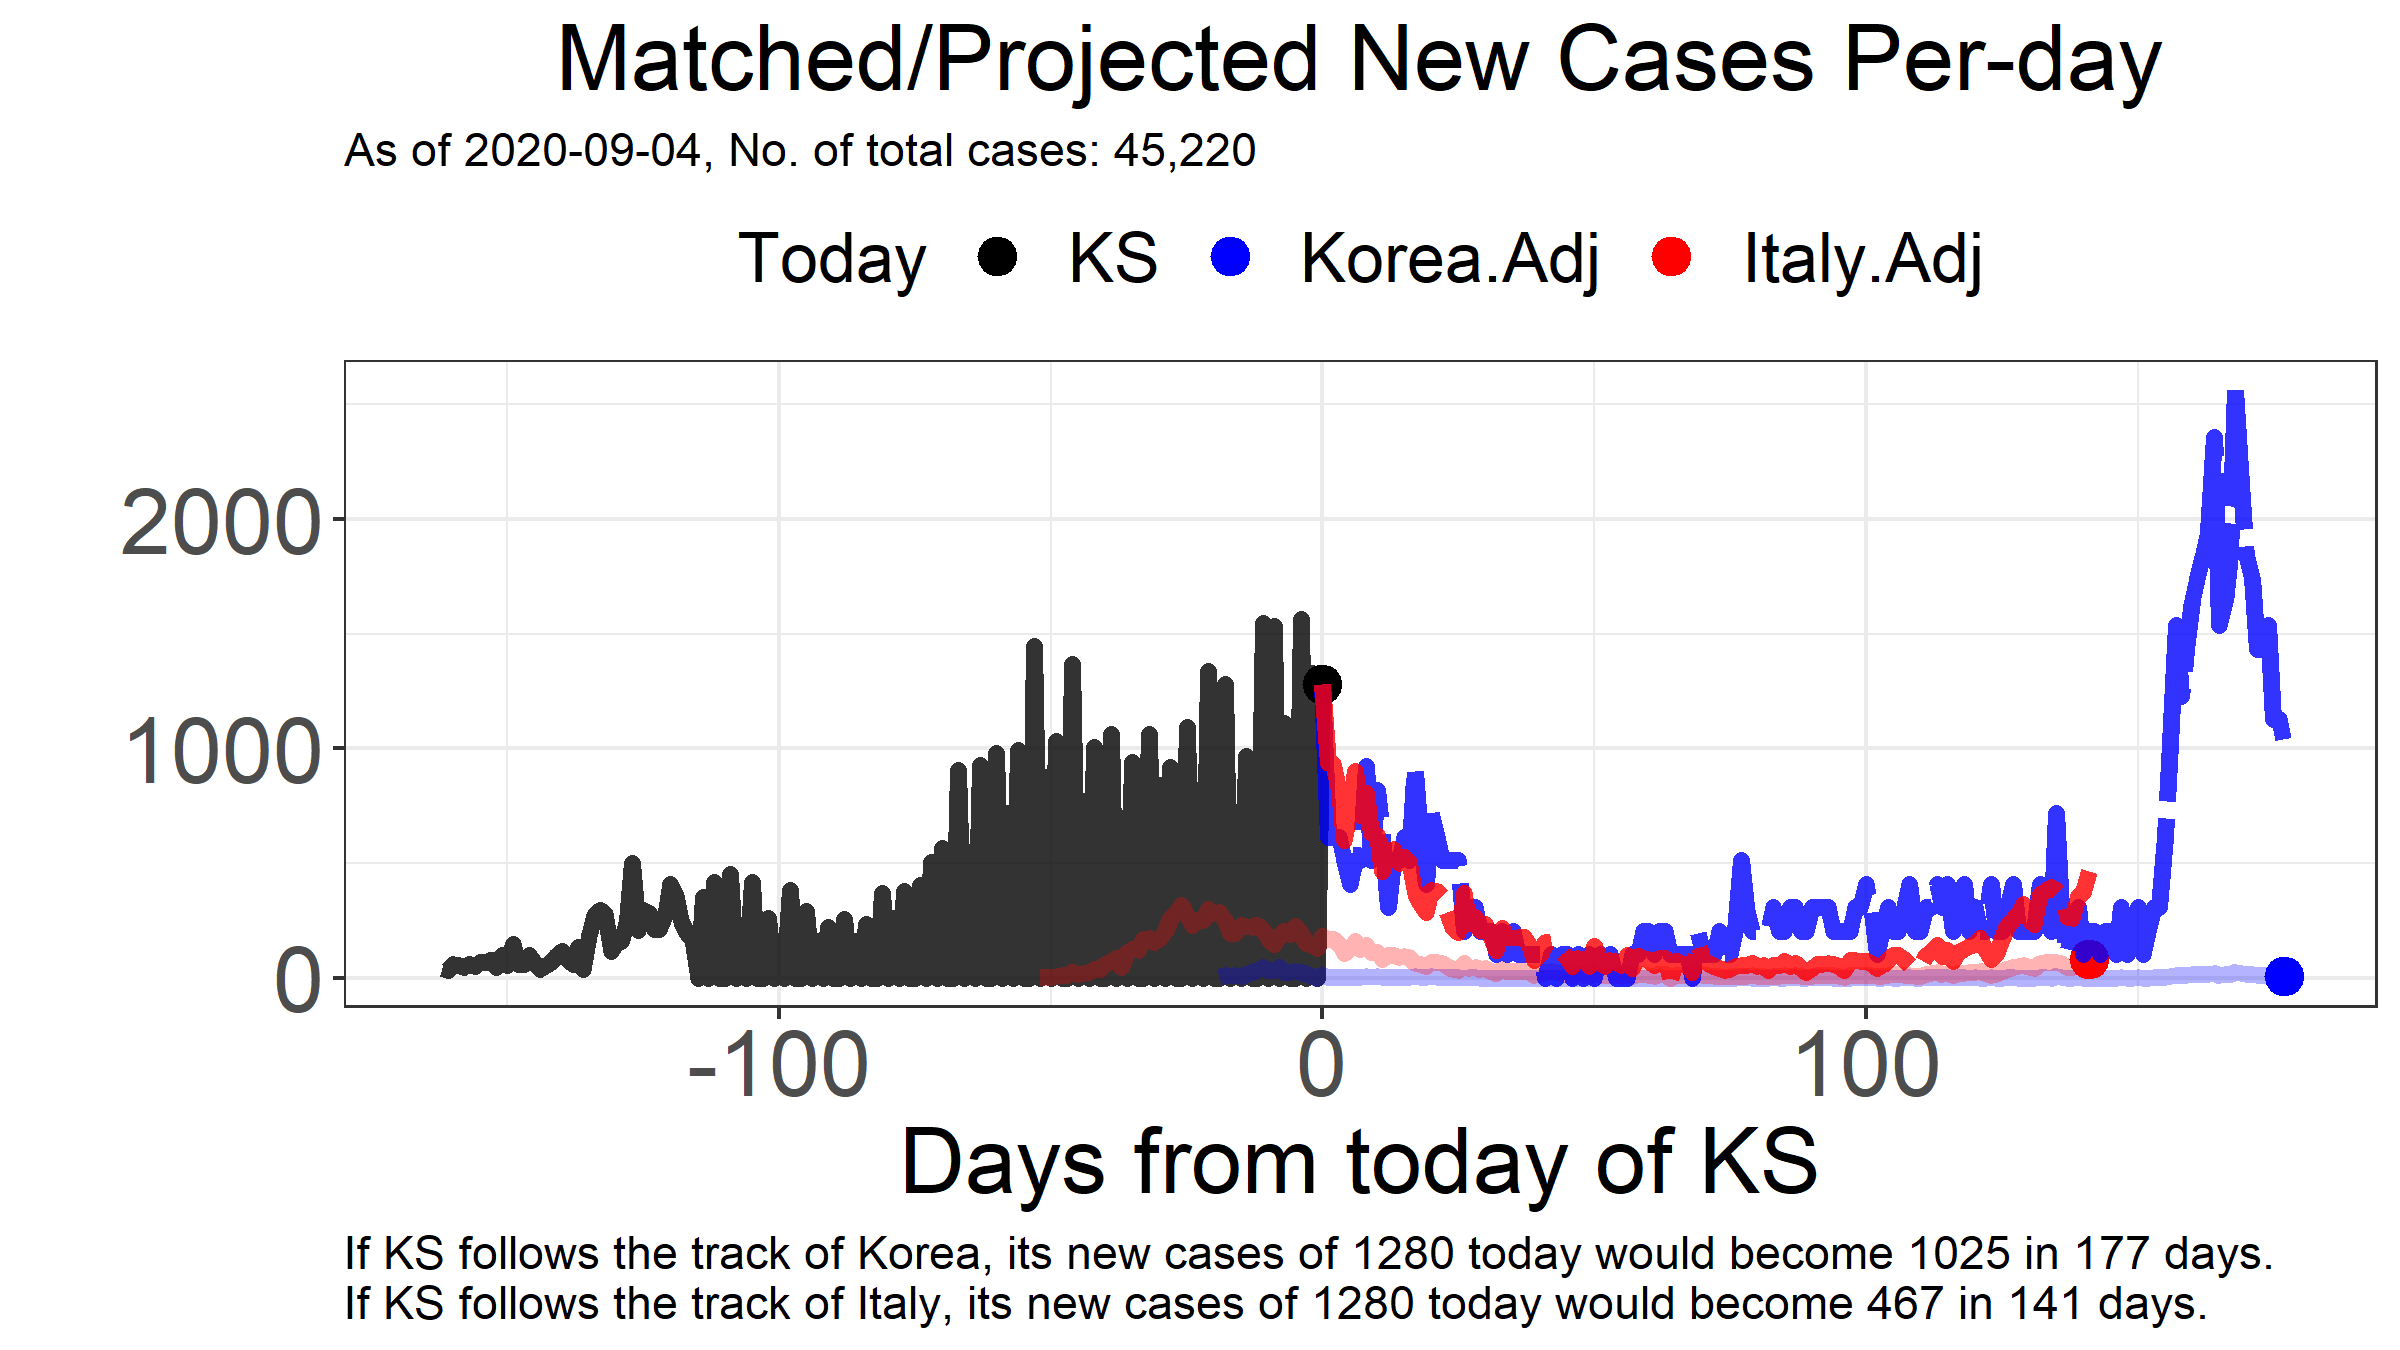 Matched/Projected New Cases Per-day
As of 2020-09-04, No. of total cases: 45,220
Today KS Korea.Adj Italy.Adj
2000
1000
0
-100 0 100
Days from today of KS
If KS follows the track of Korea, its new cases of 1280 today would become 1025 in 177 days.
If KS follows the track of Italy, its new cases of 1280 today would become 467 in 141 days.